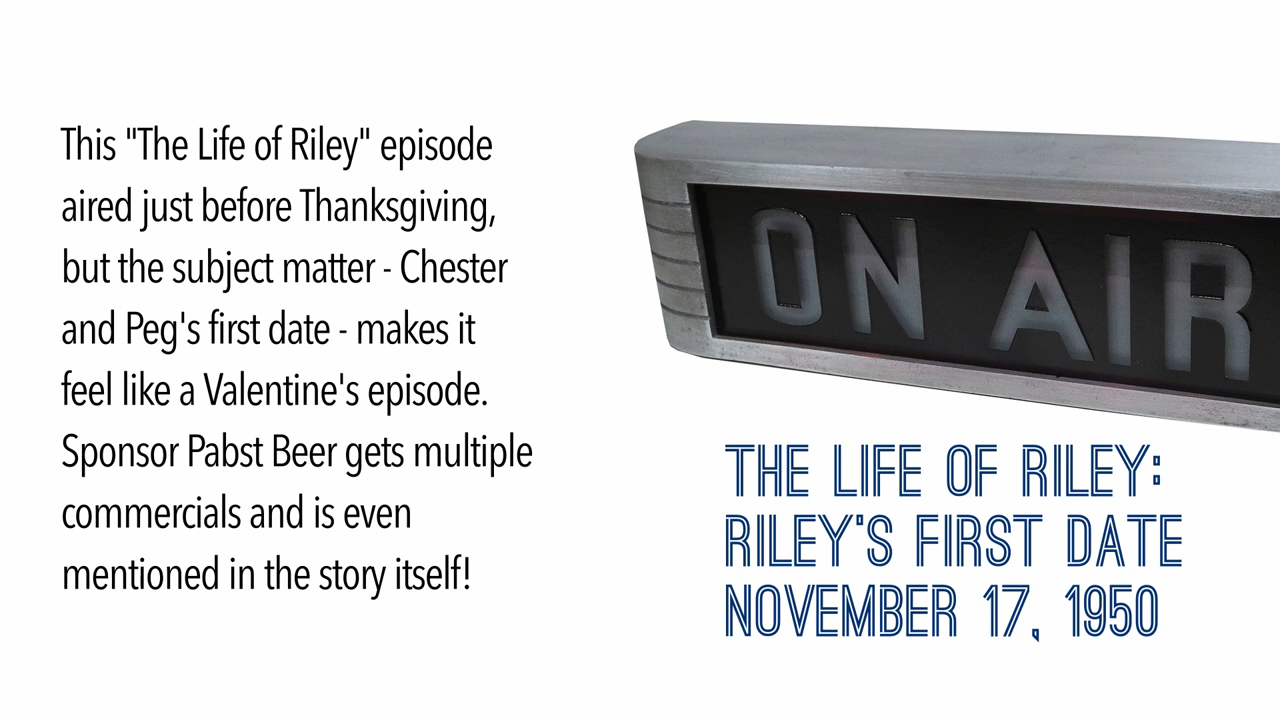 This "The Life of Riley" episode
aired just before Thanksgiving,
but the subject matter - Chester
and Peg's first date - makes it
feel like a Valentine's episode.
Sponsor Pabst Beer gets multiple
commercials and is even
mentioned in the story itself!
ON AIR
THE LIFE OF RILEY:
RILEY'S FIRST DATE
NOVEMBER 17, 1950